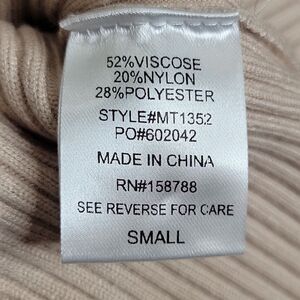 52%VISCOSE
20%NYLON
28%POLYESTER
STYLE#MT1352
PO#602042
MADE IN CHINA
RN#158788
SEE REVERSE FOR CARE
SMALL